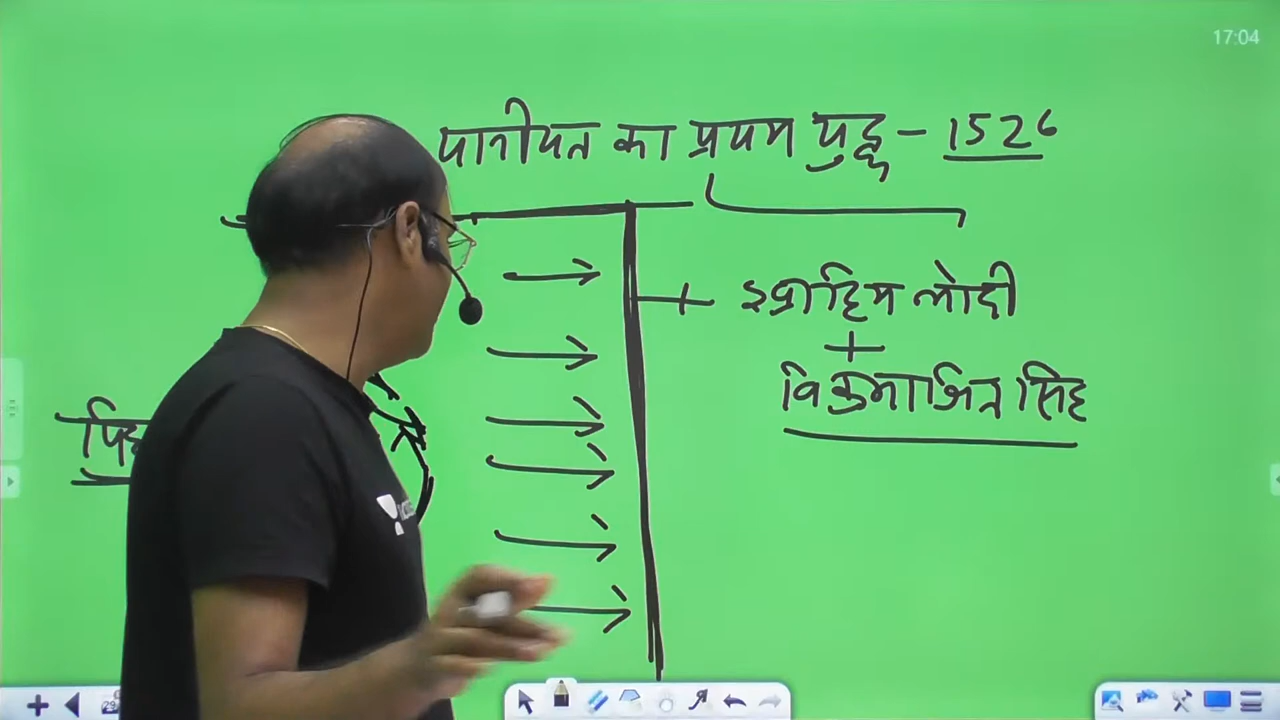 17:04
पानीपत का प्रथम युद्ध - 1526
इब्राहिम लोदी
+
विक्रमाजित सिंह